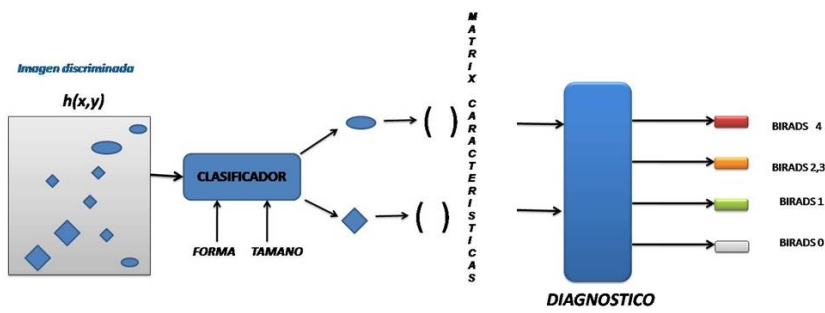 Imagen discriminada
h(x,y)
CLASIFICADOR
FORMA TAMANO
( )
( )
MATRIX CARACTERISTICAS
DIAGNOSTICO
BIRADS 4
BIRADS 2,3
BIRADS 1
BIRADS 0